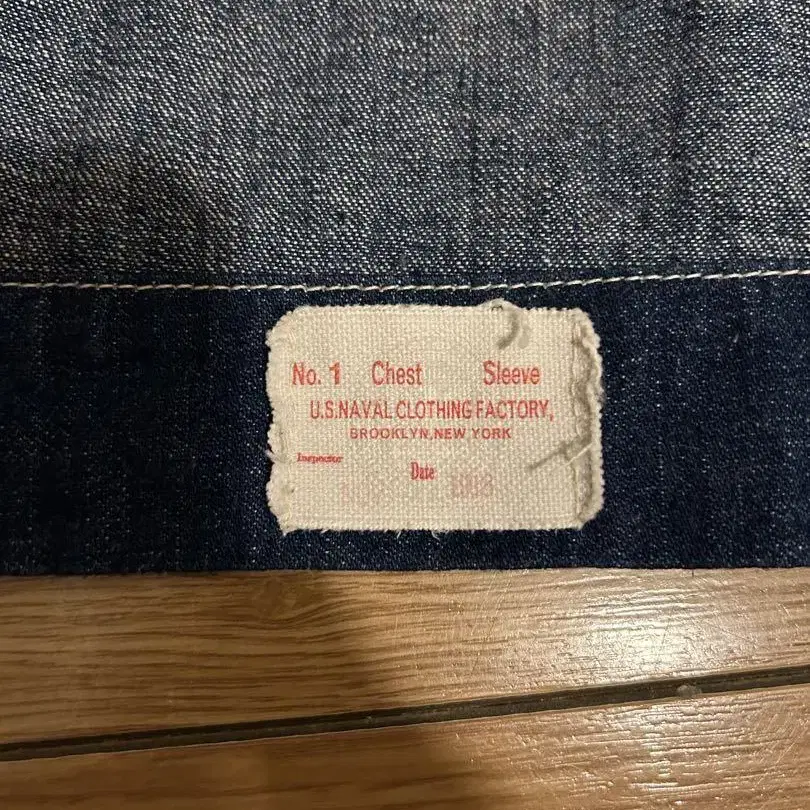 No. 1 Chest Sleeve
U.S.NAVAL CLOTHING FACTORY,
BROOKLYN,NEW YORK
Inspector
Date